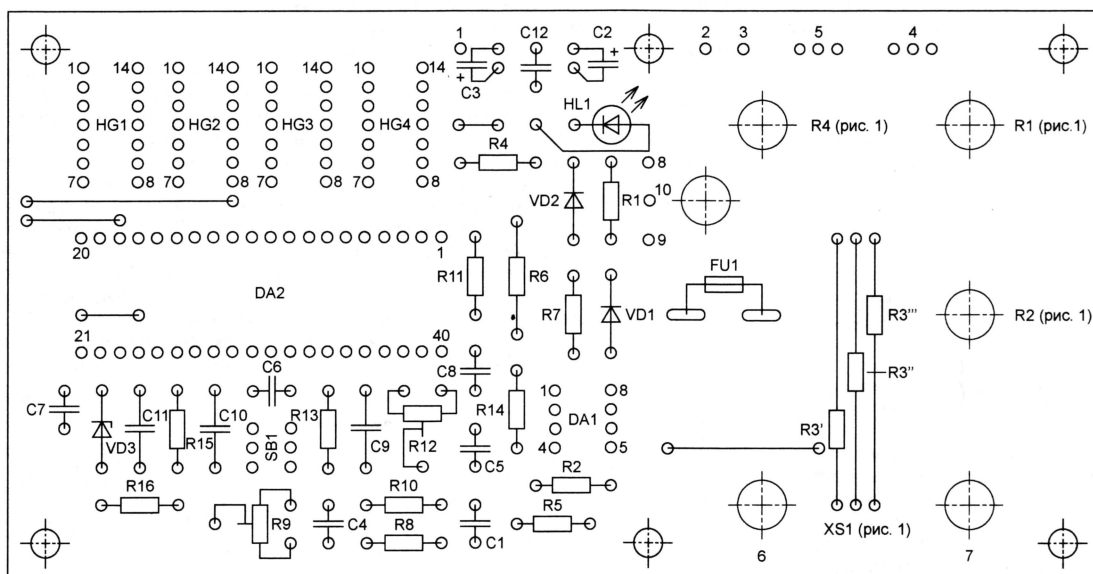 1 C12 C2 2 3 5 4
1 14 1 14 1 14 1 14
+ C3 +
HL1
HG1 HG2 HG3 HG4
R4 (рис. 1) R1 (рис.1)
R4
7 8 7 8 7 8 7 8
8
VD2 R1 10
9
20 1
R11 R6
FU1
DA2
R7 VD1
R3''' R2 (рис. 1)
21 40
C6 C8
R3''
1 8
C7 C11 C10 R13 R14
VD3 R15 SB1 C9 R12 DA1
R3'
4 5
C5
R16 R10 R2
R9 C4 R8 C1 R5
XS1 (рис. 1)
6 7